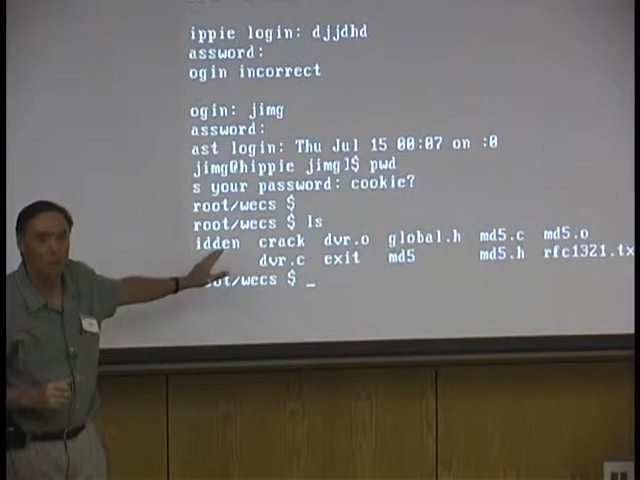 ippie login: djjdhd
assword:
ogin incorrect
ogin: jimg
assword:
ast login: Thu Jul 15 00:07 on :0
jimg@hippie jimg]$ pwd
s your password: cookie?
root/wecs $
root/wecs $ ls
idden crack dvr.o global.h md5.c md5.o
dvr.c exit md5 md5.h rfc1321.tx
oot/wecs $ _